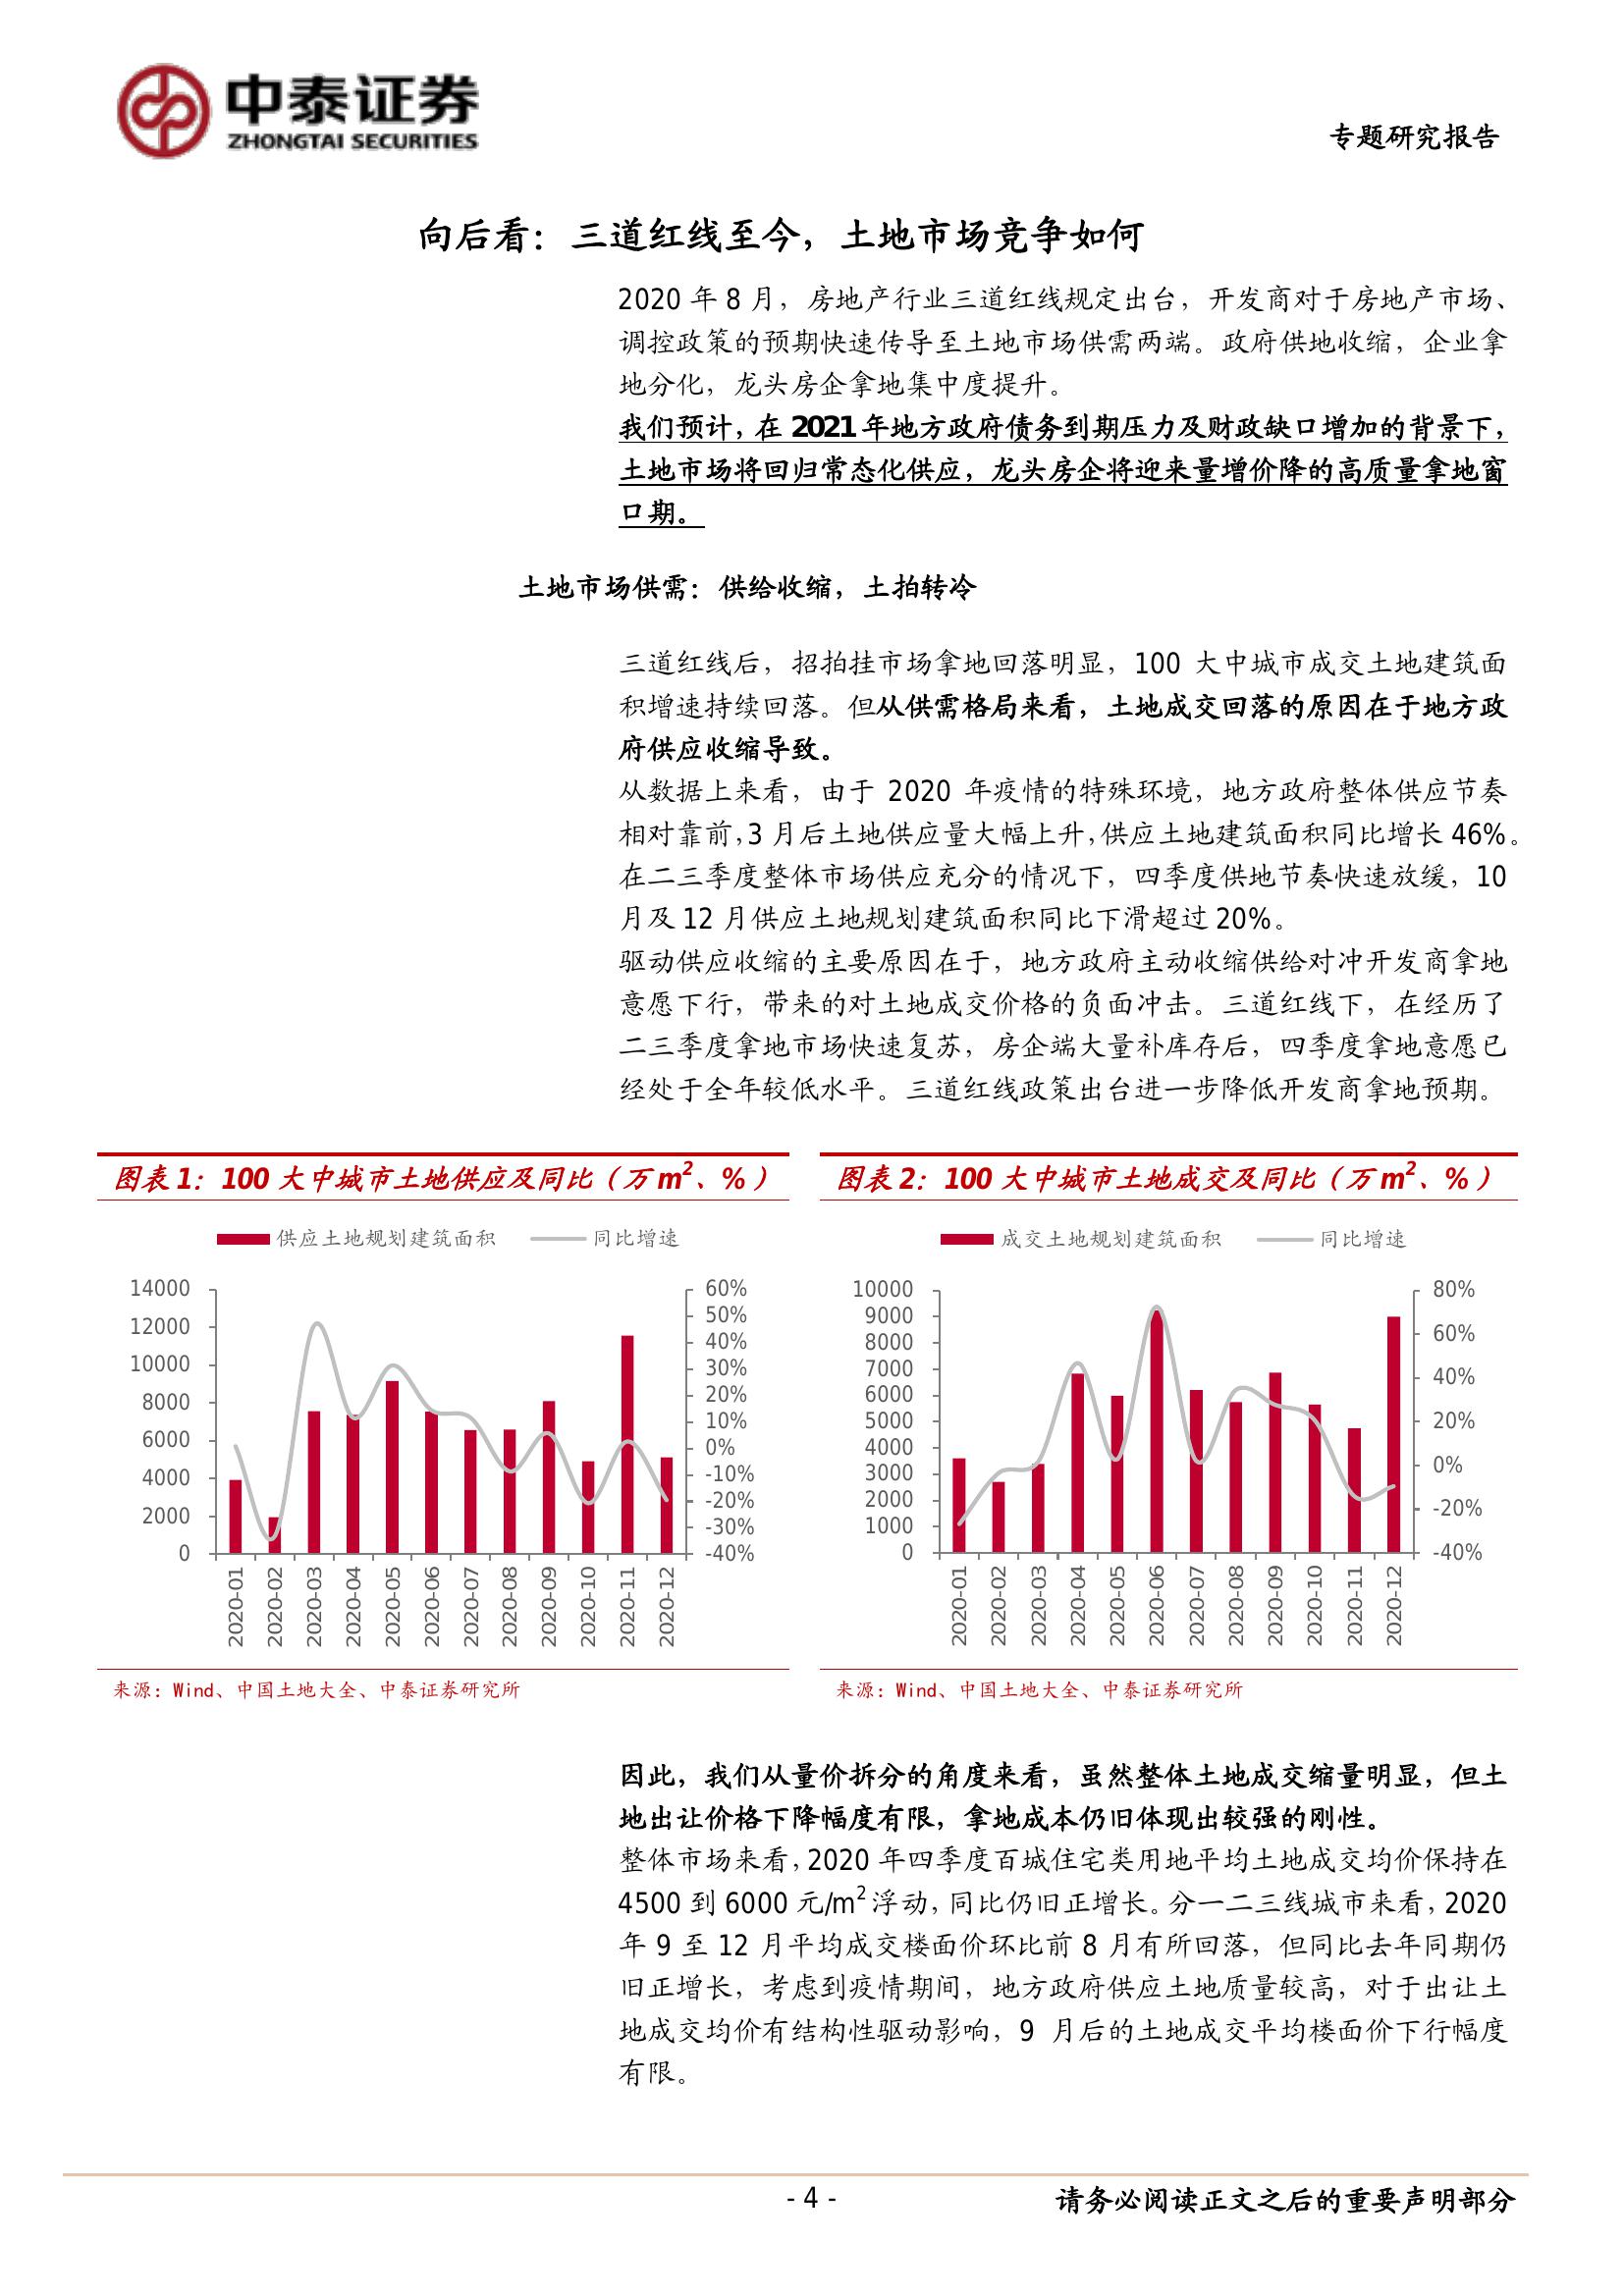 中泰证券
ZHONGTAI SECURITIES
专题研究报告
向后看：三道红线至今，土地市场竞争如何
2020 年 8 月，房地产行业三道红线规定出台，开发商对于房地产市场、
调控政策的预期快速传导至土地市场供需两端。政府供地收缩，企业拿
地分化，龙头房企拿地集中度提升。
我们预计，在 2021 年地方政府债务到期压力及财政缺口增加的背景下，
土地市场将回归常态化供应，龙头房企将迎来量增价降的高质量拿地窗
口期。
土地市场供需：供给收缩，土拍转冷
三道红线后，招拍挂市场拿地回落明显，100 大中城市成交土地建筑面
积增速持续回落。但从供需格局来看，土地成交回落的原因在于地方政
府供应收缩导致。
从数据上来看，由于 2020 年疫情的特殊环境，地方政府整体供应节奏
相对靠前，3 月后土地供应量大幅上升，供应土地建筑面积同比增长 46%。
在二三季度整体市场供应充分的情况下，四季度供地节奏快速放缓，10
月及 12 月供应土地规划建筑面积同比下滑超过 20%。
驱动供应收缩的主要原因在于，地方政府主动收缩供给对冲开发商拿地
意愿下行，带来的对土地成交价格的负面冲击。三道红线下，在经历了
二三季度拿地市场快速复苏，房企端大量补库存后，四季度拿地意愿已
经处于全年较低水平。三道红线政策出台进一步降低开发商拿地预期。
图表 1：100 大中城市土地供应及同比（万 m²、%）
供应土地规划建筑面积 同比增速
14000
12000
10000
8000
6000
4000
2000
0
60%
50%
40%
30%
20%
10%
0%
-10%
-20%
-30%
-40%
2020-01
2020-02
2020-03
2020-04
2020-05
2020-06
2020-07
2020-08
2020-09
2020-10
2020-11
2020-12
来源：Wind、中国土地大全、中泰证券研究所
图表 2：100 大中城市土地成交及同比（万 m²、%）
成交土地规划建筑面积 同比增速
10000
9000
8000
7000
6000
5000
4000
3000
2000
1000
0
80%
60%
40%
20%
0%
-20%
-40%
2020-01
2020-02
2020-03
2020-04
2020-05
2020-06
2020-07
2020-08
2020-09
2020-10
2020-11
2020-12
来源：Wind、中国土地大全、中泰证券研究所
因此，我们从量价拆分的角度来看，虽然整体土地成交缩量明显，但土
地出让价格下降幅度有限，拿地成本仍旧体现出较强的刚性。
整体市场来看，2020 年四季度百城住宅类用地平均土地成交均价保持在
4500 到 6000 元/m²浮动，同比仍旧正增长。分一二三线城市来看，2020
年 9 至 12 月平均成交楼面价环比前 8 月有所回落，但同比去年同期仍
旧正增长，考虑到疫情期间，地方政府供应土地质量较高，对于出让土
地成交均价有结构性驱动影响，9 月后的土地成交平均楼面价下行幅度
有限。
- 4 -
请务必阅读正文之后的重要声明部分